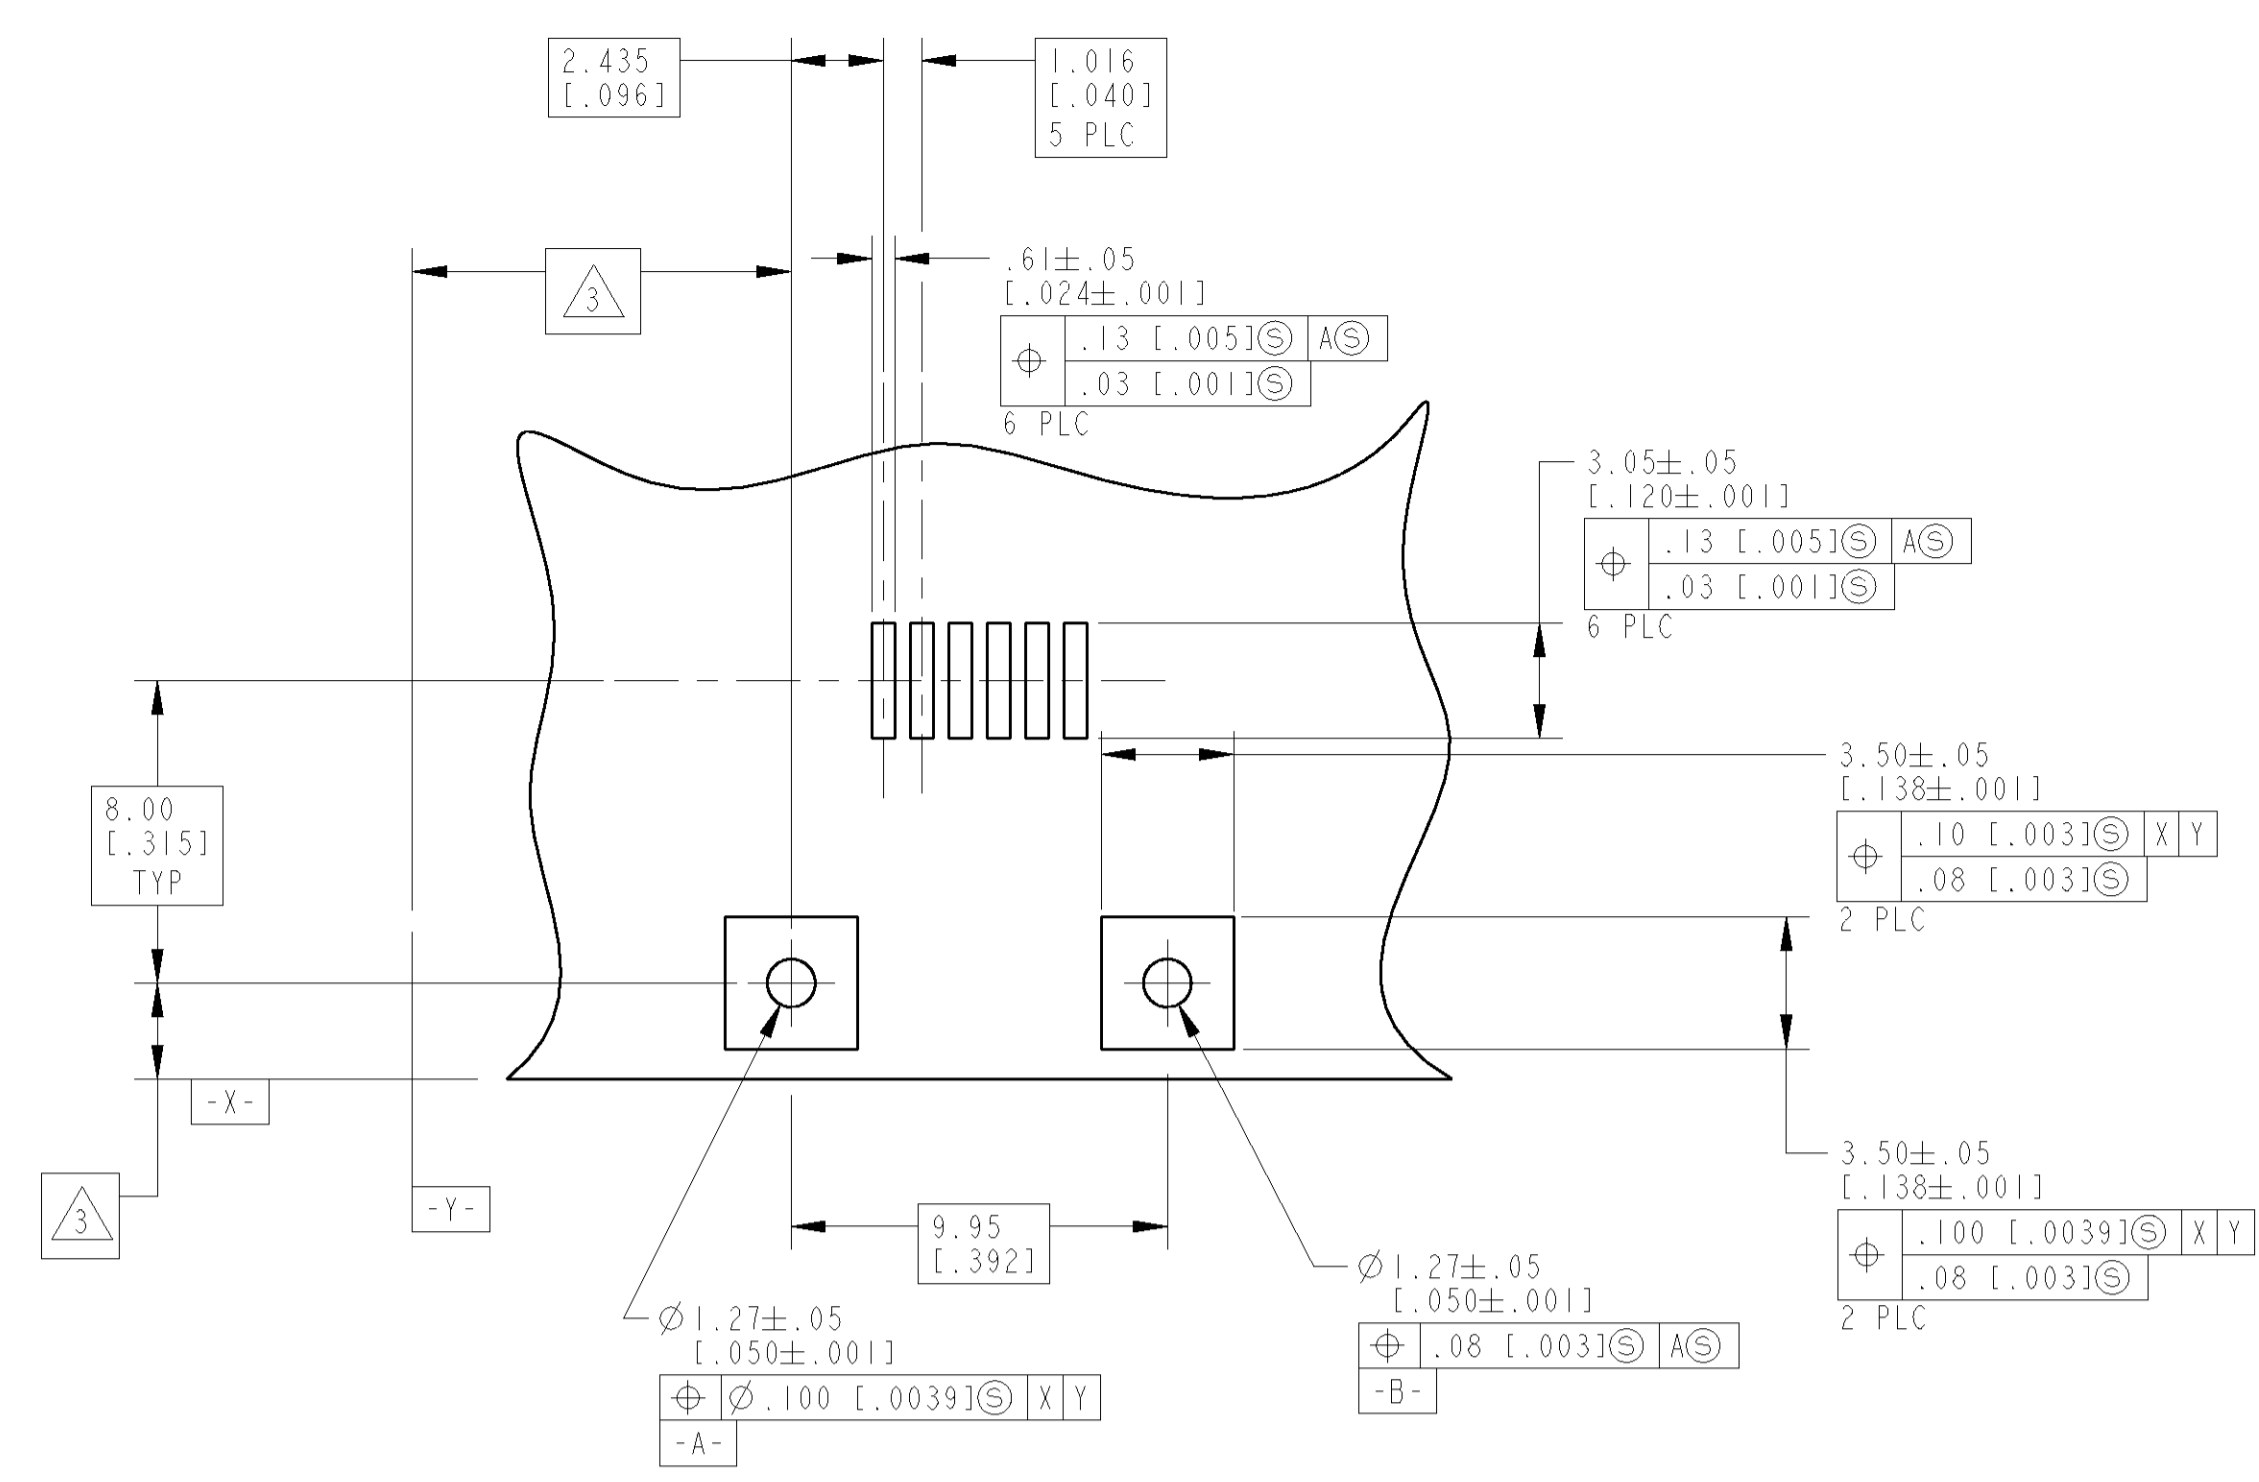 2.435
[.096]
1.016
[.040]
5 PLC
3
.61±.05
[.024±.001]
⌖ .13 [.005]Ⓢ AⓈ
.03 [.001]Ⓢ
6 PLC
3.05±.05
[.120±.001]
⌖ .13 [.005]Ⓢ AⓈ
.03 [.001]Ⓢ
6 PLC
3.50±.05
[.138±.001]
⌖ .10 [.003]Ⓢ X Y
.08 [.003]Ⓢ
2 PLC
8.00
[.315]
TYP
-X-
3
-Y-
9.95
[.392]
3.50±.05
[.138±.001]
⌖ .100 [.0039]Ⓢ X Y
.08 [.003]Ⓢ
2 PLC
∅1.27±.05
[.050±.001]
⌖ ∅.100 [.0039]Ⓢ X Y
-A-
∅1.27±.05
[.050±.001]
⌖ .08 [.003]Ⓢ AⓈ
-B-